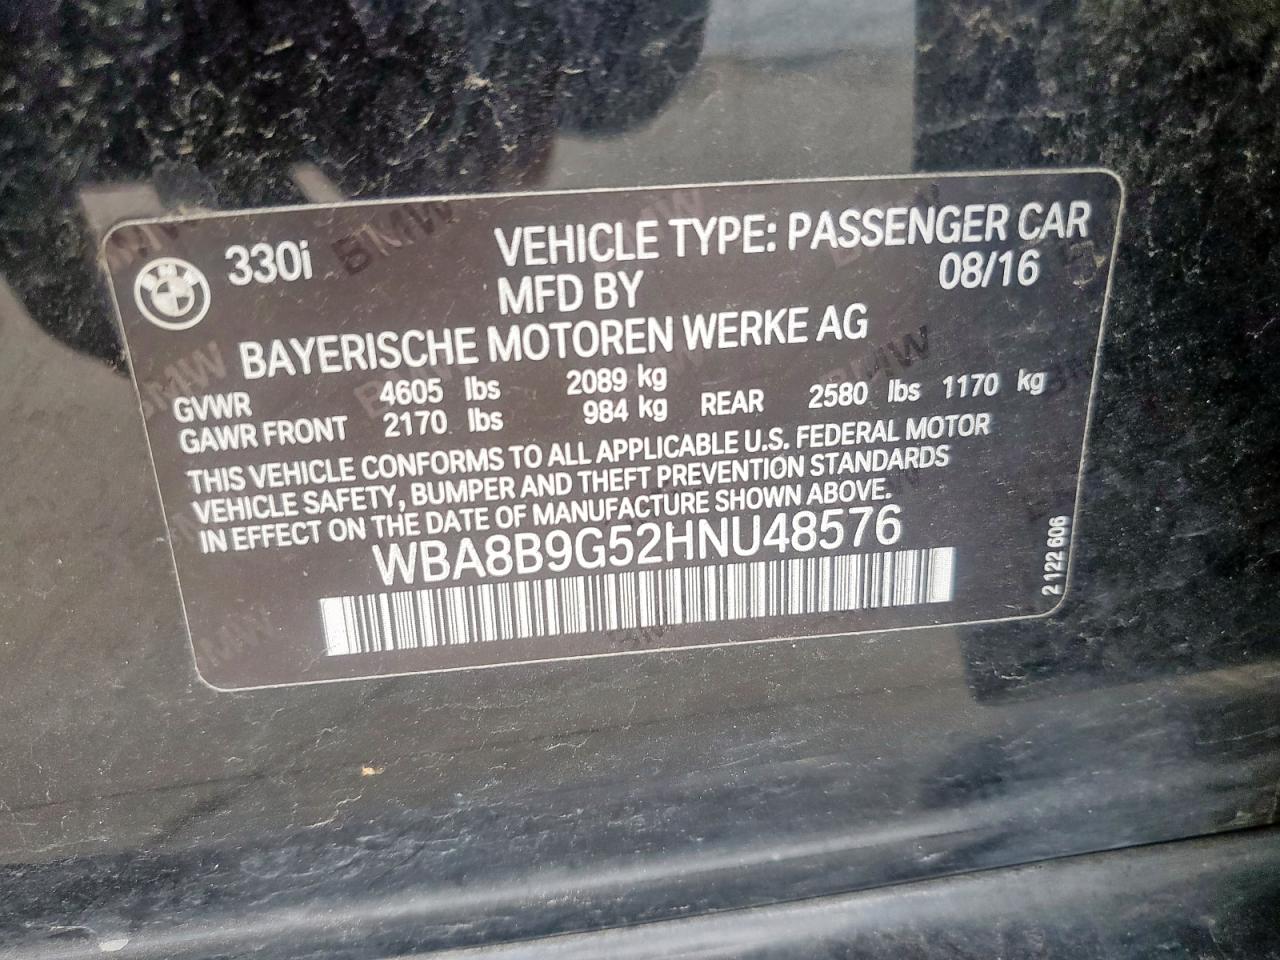 330i VEHICLE TYPE: PASSENGER CAR
MFD BY 08/16
BAYERISCHE MOTOREN WERKE AG
GVWR 4605 lbs 2089 kg
GAWR FRONT 2170 lbs 984 kg REAR 2580 lbs 1170 kg
THIS VEHICLE CONFORMS TO ALL APPLICABLE U.S. FEDERAL MOTOR
VEHICLE SAFETY, BUMPER AND THEFT PREVENTION STANDARDS
IN EFFECT ON THE DATE OF MANUFACTURE SHOWN ABOVE.
WBA8B9G52HNU48576
2 122 606